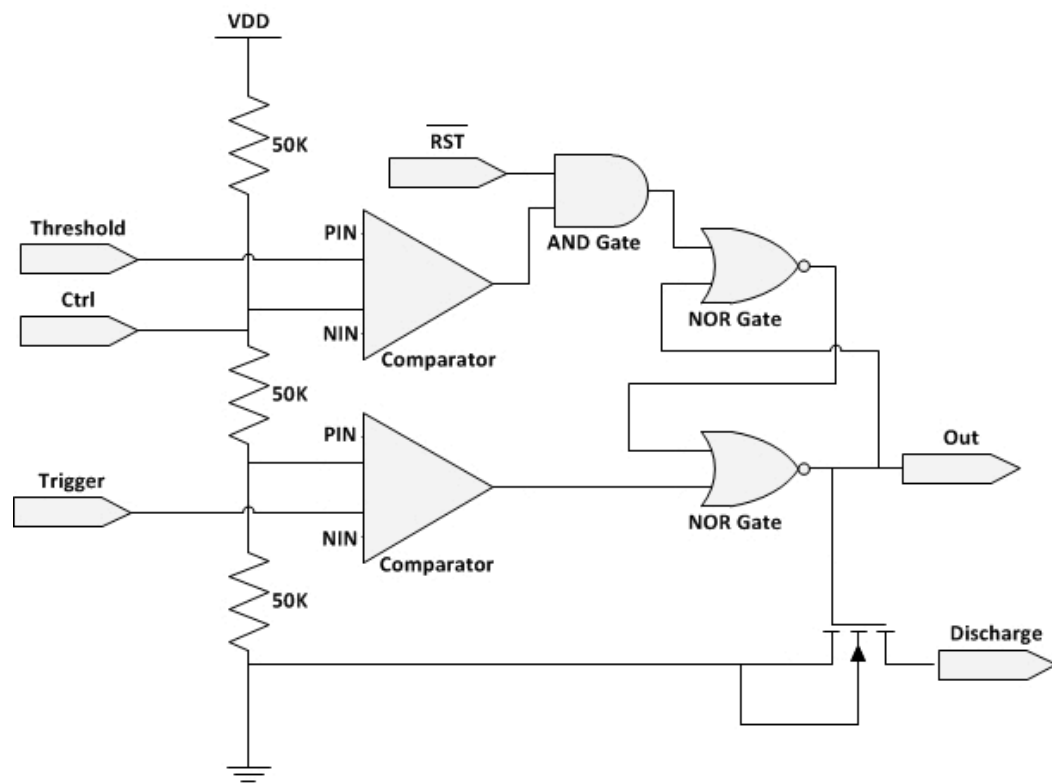 VDD
50K
RST
Threshold
PIN
AND Gate
Ctrl
NIN
Comparator
NOR Gate
50K
PIN
Out
Trigger
NIN
Comparator
NOR Gate
50K
Discharge